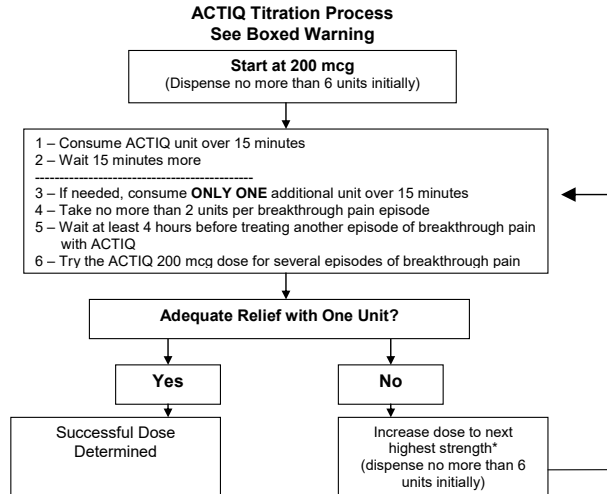 ACTIQ Titration Process
See Boxed Warning
Start at 200 mcg
(Dispense no more than 6 units initially)
1 – Consume ACTIQ unit over 15 minutes
2 – Wait 15 minutes more
---------------------------------------------
3 – If needed, consume ONLY ONE additional unit over 15 minutes
4 – Take no more than 2 units per breakthrough pain episode
5 – Wait at least 4 hours before treating another episode of breakthrough pain
with ACTIQ
6 – Try the ACTIQ 200 mcg dose for several episodes of breakthrough pain
Adequate Relief with One Unit?
Yes
No
Successful Dose
Determined
Increase dose to next
highest strength*
(dispense no more than 6
units initially)